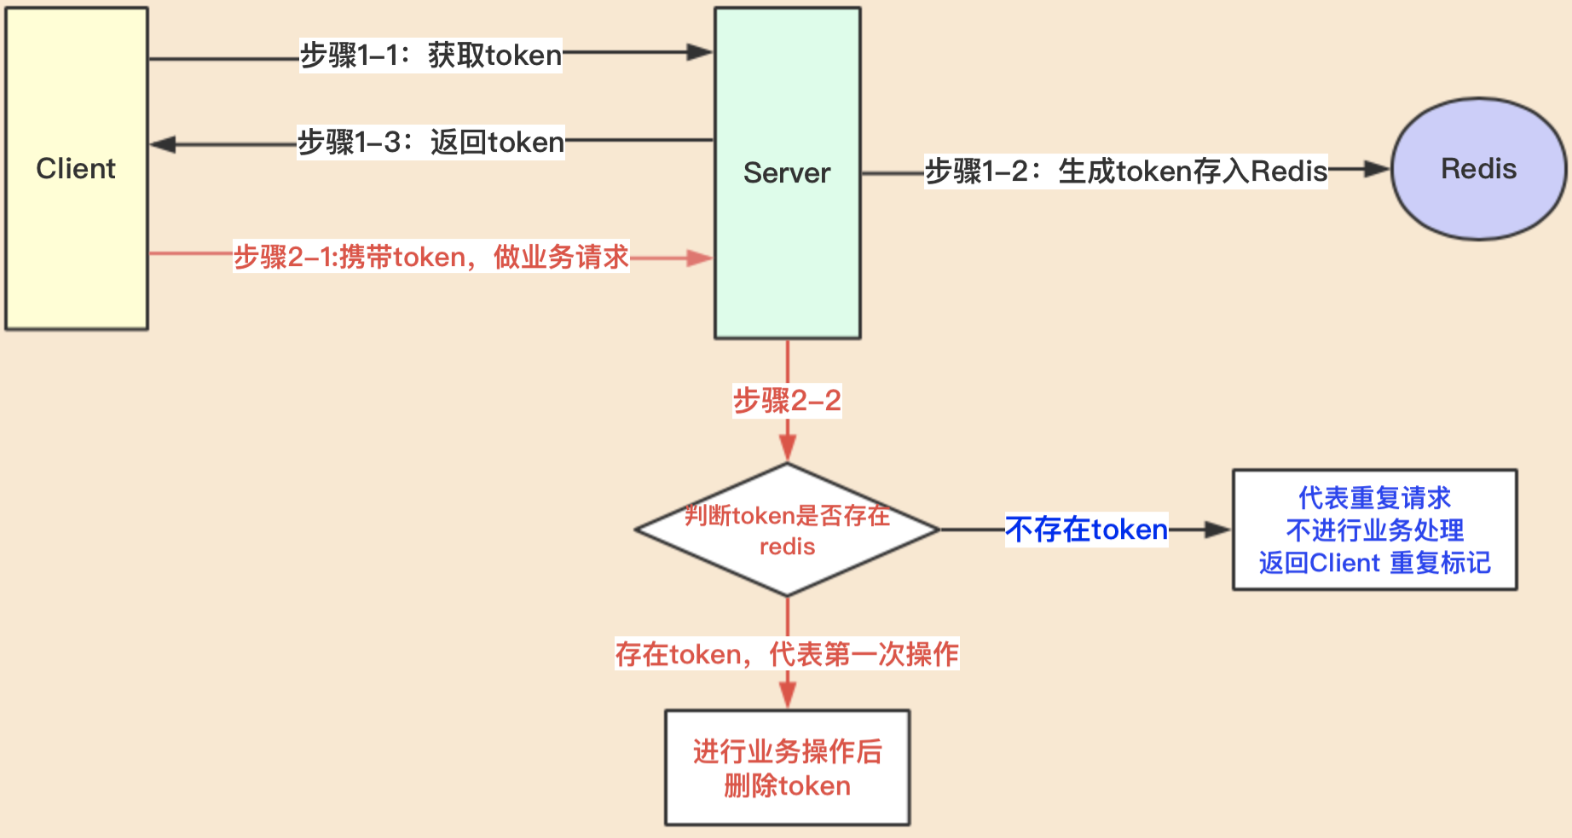 步骤1-1：获取token
步骤1-3：返回token
Client
Server
步骤1-2：生成token存入Redis
Redis
步骤2-1:携带token，做业务请求
步骤2-2
判断token是否存在
redis
不存在token
代表重复请求
不进行业务处理
返回Client 重复标记
存在token，代表第一次操作
进行业务操作后
删除token